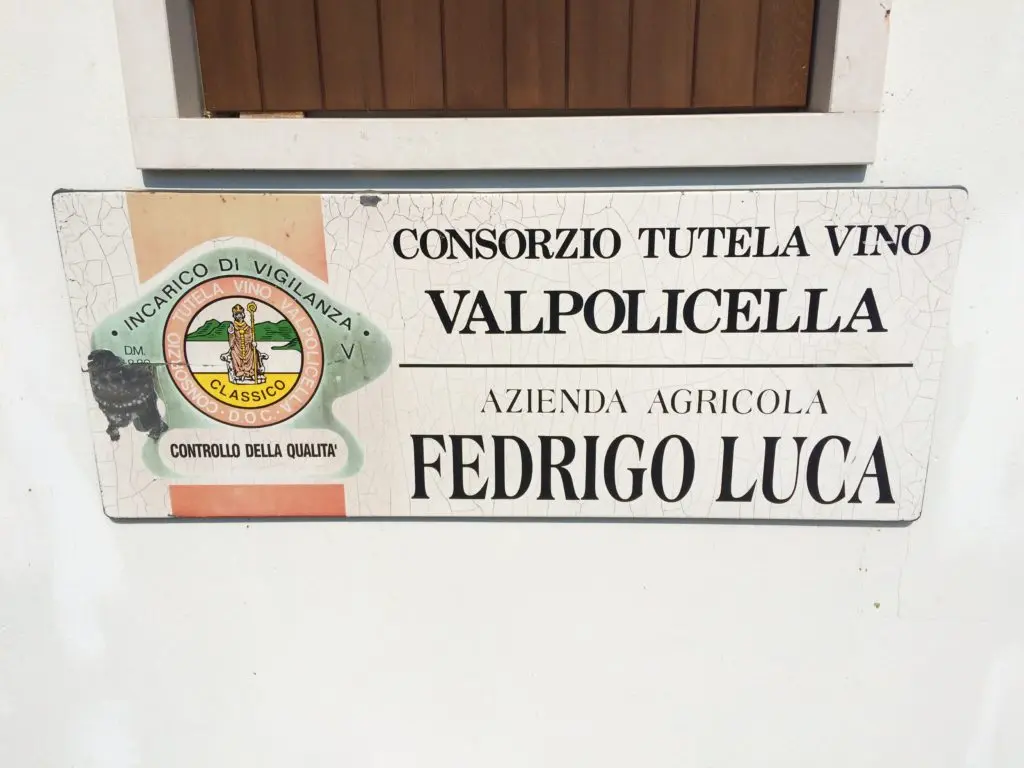 INCARICO DI VIGILANZA
D.M.
V
CONSORZIO TUTELA VINO VALPOLICELLA
D.O.C.
CLASSICO
CONTROLLO DELLA QUALITA'
CONSORZIO TUTELA VINO
VALPOLICELLA
AZIENDA AGRICOLA
FEDRIGO LUCA